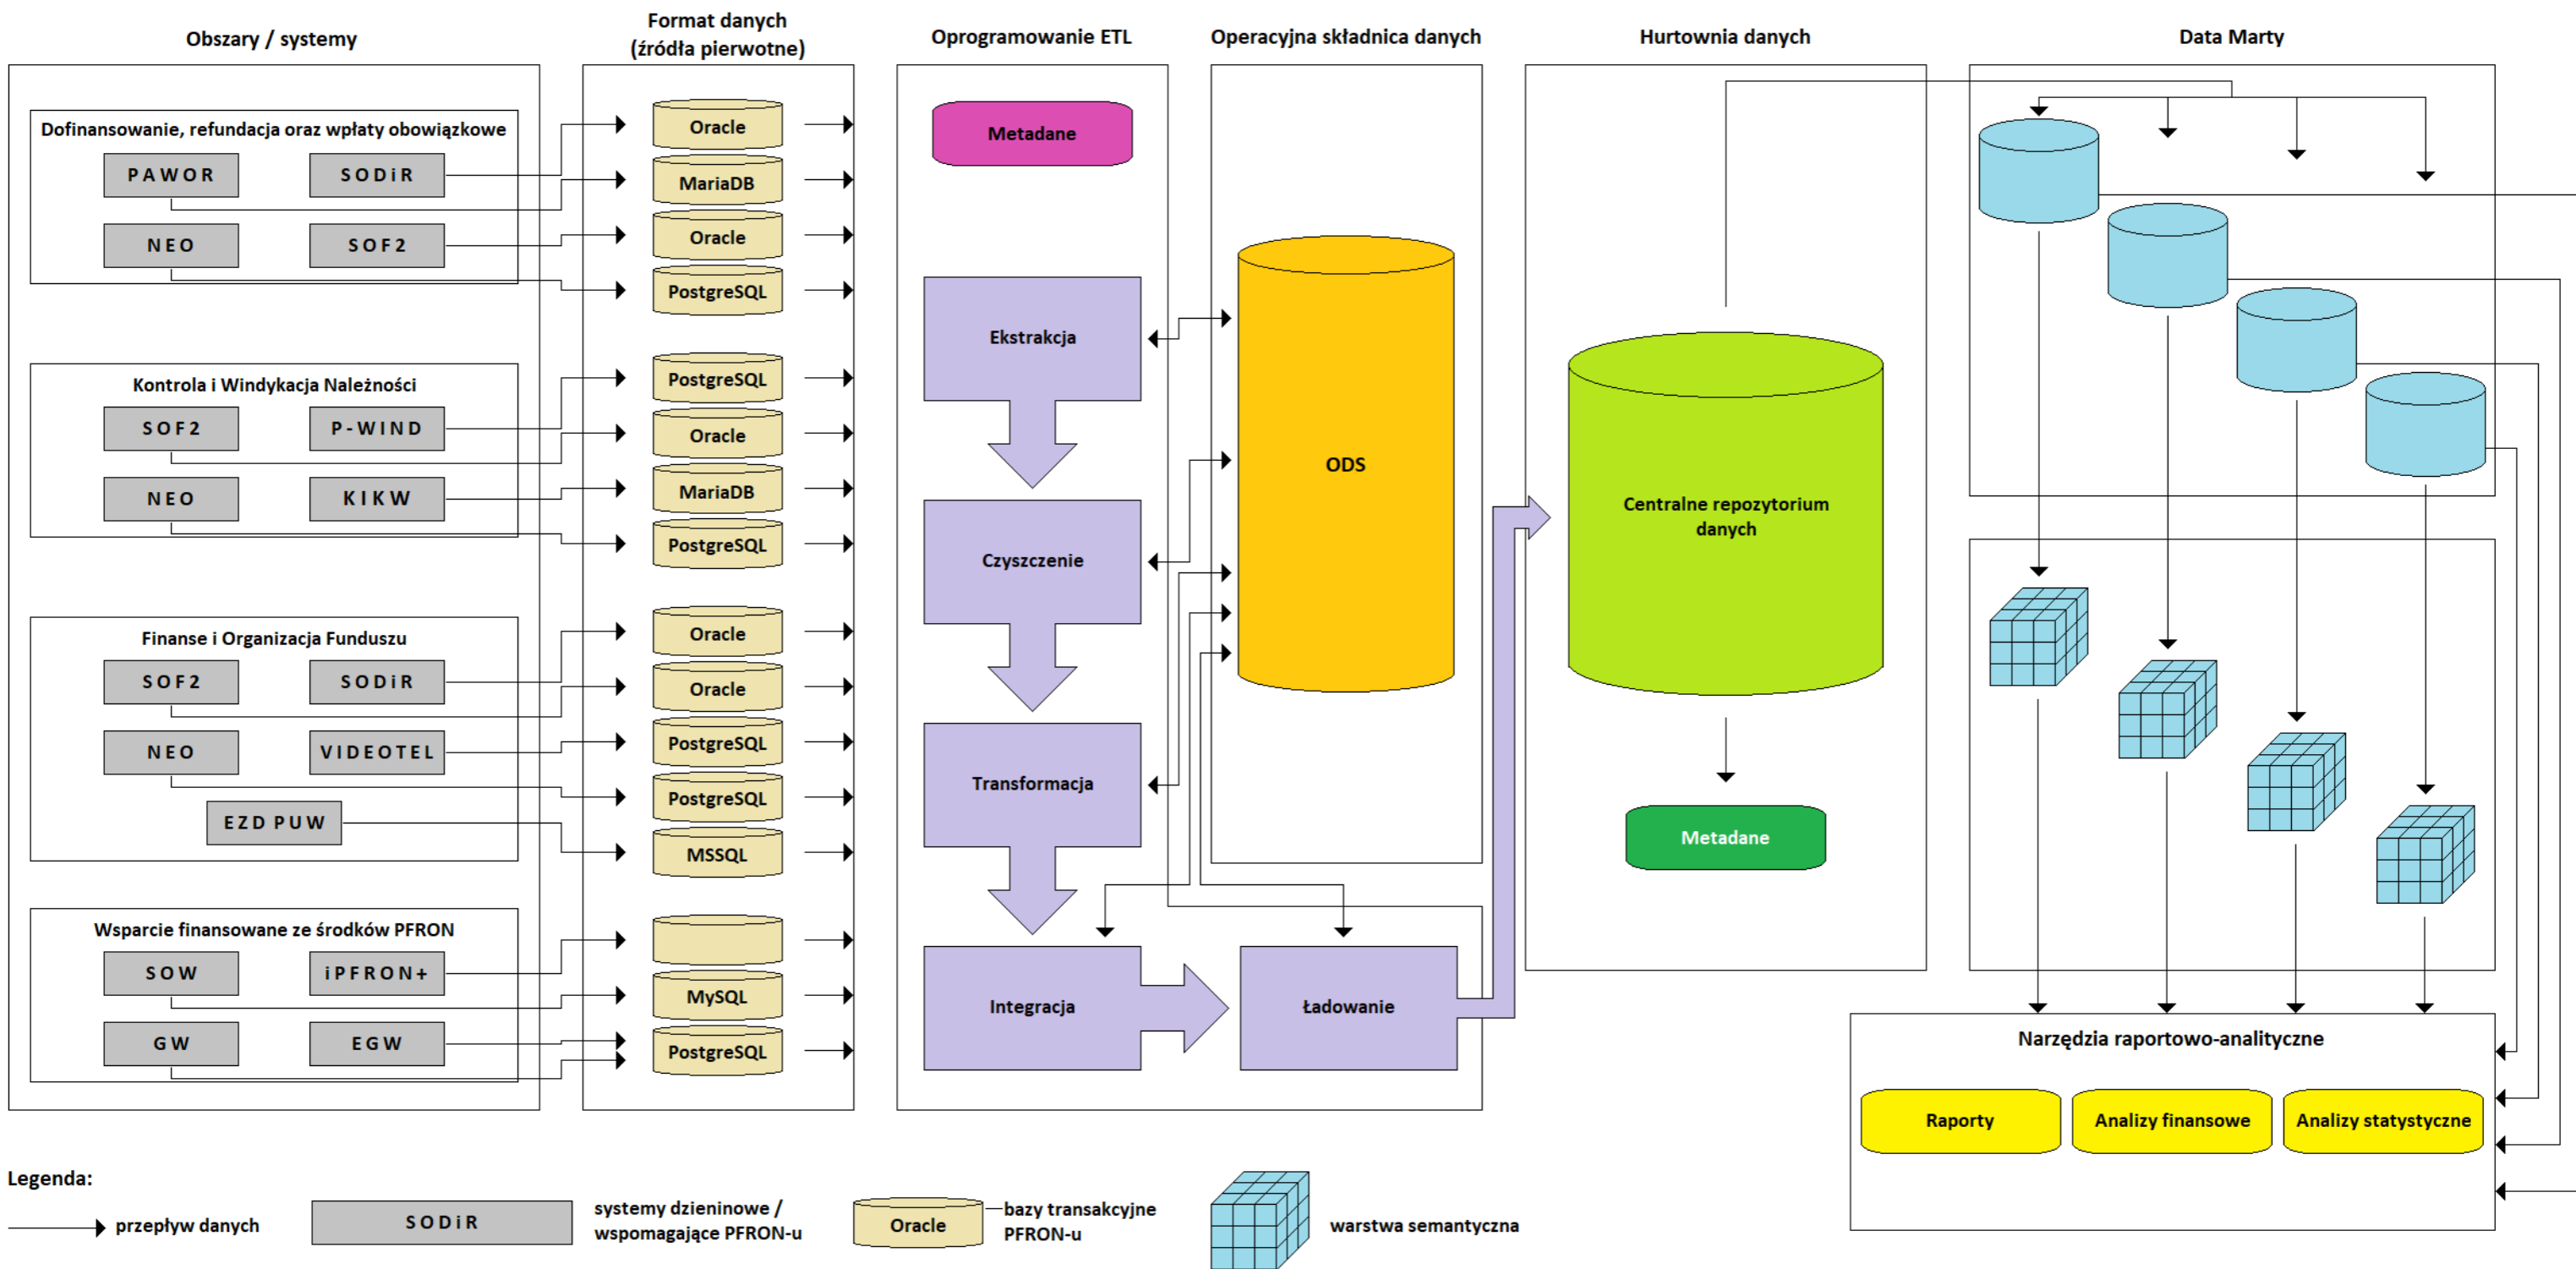 Obszary / systemy
Format danych
(źródła pierwotne)
Oprogramowanie ETL
Operacyjna składnica danych
Hurtownia danych
Data Marty
Dofinansowanie, refundacja oraz wpłaty obowiązkowe
PAWOR
SODiR
NEO
SOF2
Kontrola i Windykacja Należności
SOF2
P-WIND
NEO
KIKW
Finanse i Organizacja Funduszu
SOF2
SODiR
NEO
VIDEOTEL
EZD PUW
Wsparcie finansowane ze środków PFRON
SOW
iPFRON+
GW
EGW
Oracle
MariaDB
Oracle
PostgreSQL
PostgreSQL
Oracle
MariaDB
PostgreSQL
Oracle
Oracle
PostgreSQL
PostgreSQL
MSSQL
MySQL
PostgreSQL
Metadane
Ekstrakcja
Czyszczenie
Transformacja
Integracja
Ładowanie
ODS
Centralne repozytorium
danych
Metadane
Narzędzia raportowo-analityczne
Raporty
Analizy finansowe
Analizy statystyczne
Legenda:
przepływ danych
SODiR
systemy dzieninowe /
wspomagające PFRON-u
Oracle
bazy transakcyjne
PFRON-u
warstwa semantyczna